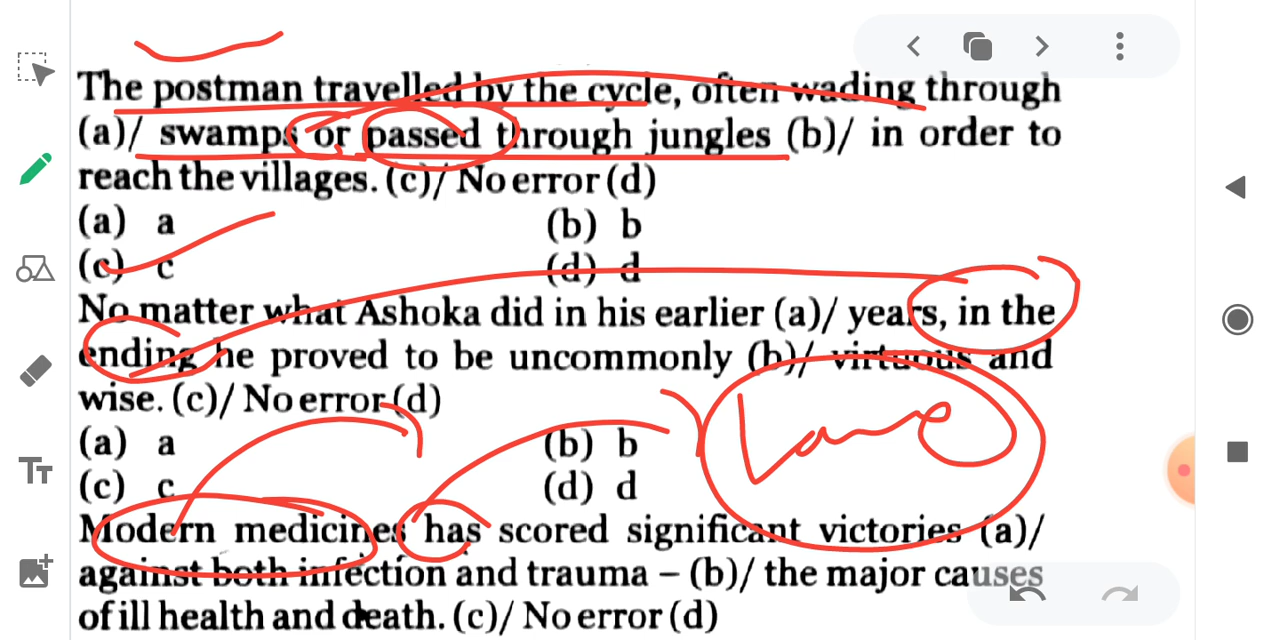 The postman travelled by the cycle, often wading through
(a)/ swamps or passed through jungles (b)/ in order to
reach the villages. (c)/ No error (d)
(a) a (b) b
(c) c (d) d
No matter what Ashoka did in his earlier (a)/ years, in the
ending he proved to be uncommonly (b)/ virtuous and
wise. (c)/ No error (d)
(a) a (b) b
(c) c (d) d
Modern medicines has scored significant victories (a)/
against both infection and trauma – (b)/ the major causes
of ill health and death. (c)/ No error (d)
Tт